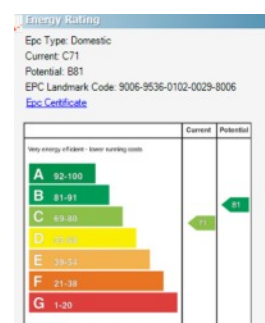 Energy Rating
Epc Type: Domestic
Current: C71
Potential: B81
EPC Landmark Code: 9006-9536-0102-0029-8006
Epc Certificate
Current Potential
Very energy efficient - lower running costs
A 92-100
B 81-91
81
C 69-80
D
E 39-54
F 21-38
G 1-20